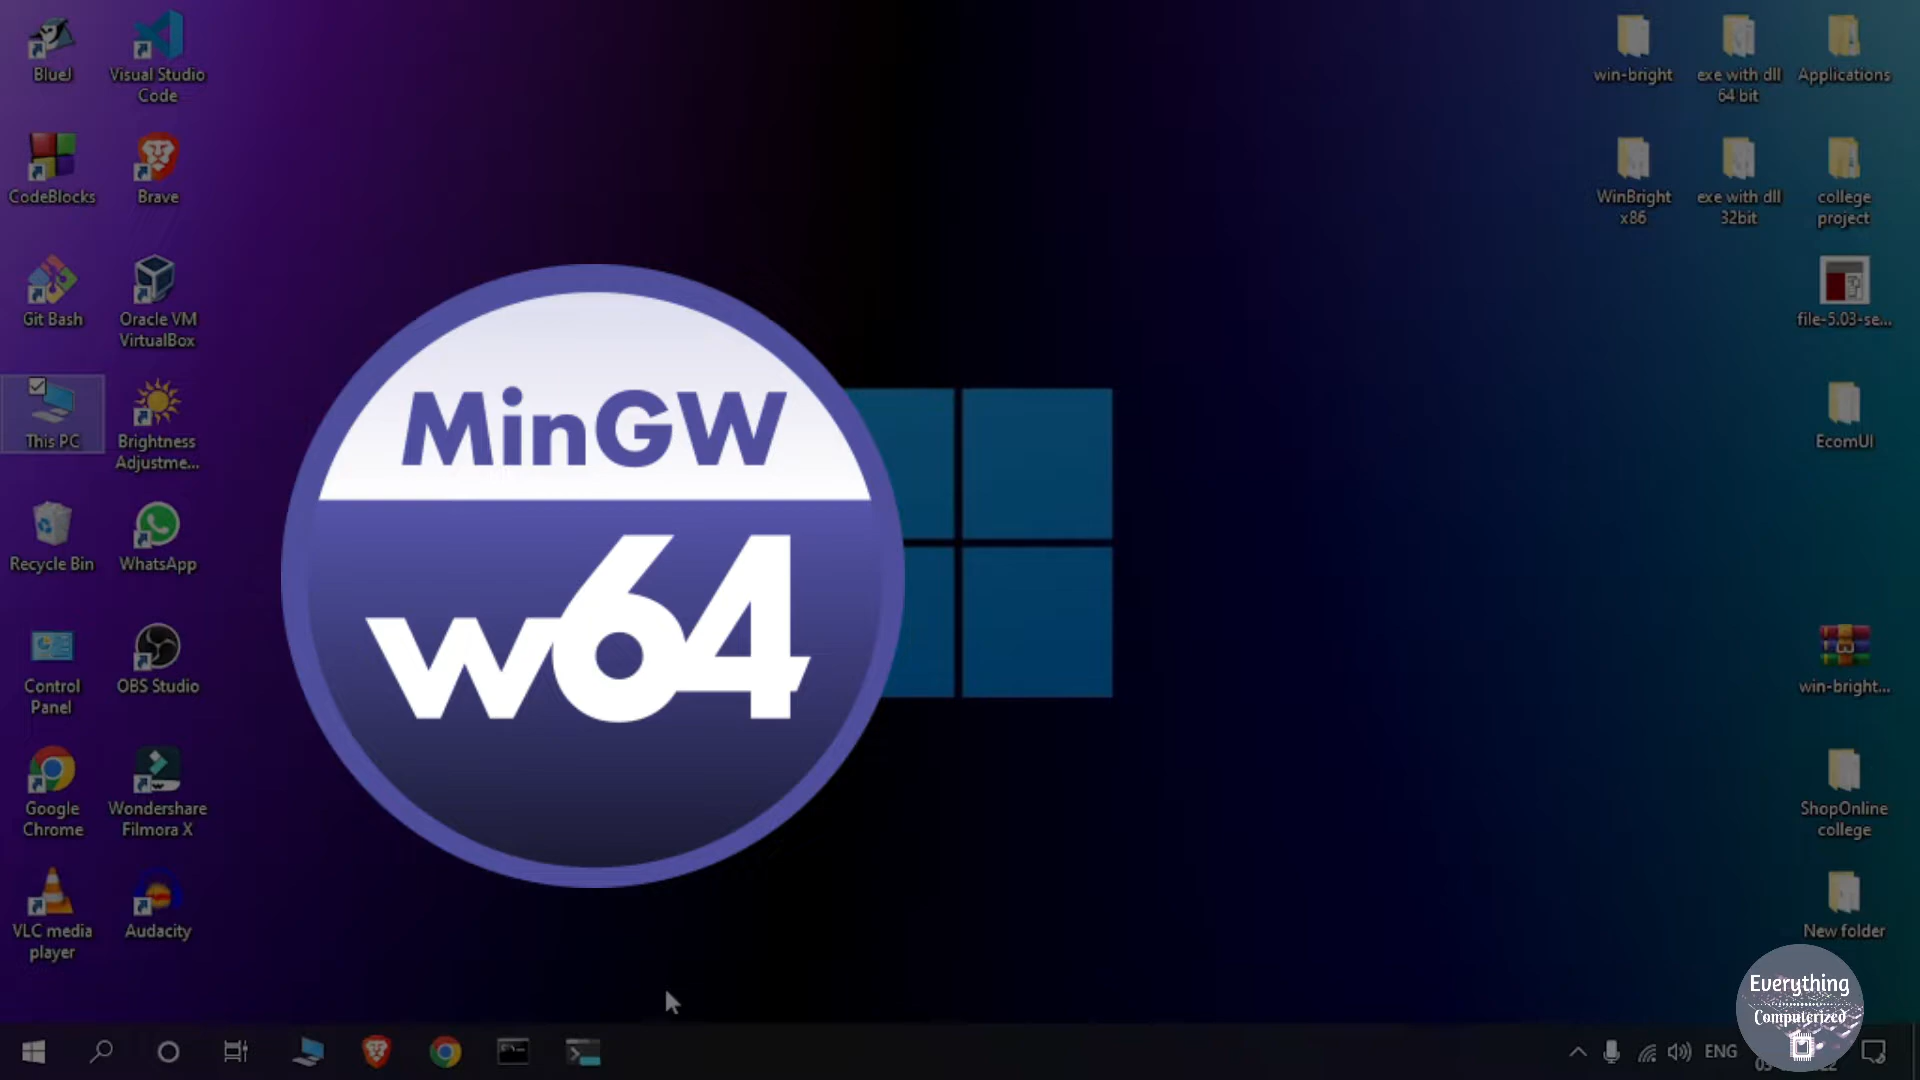 BlueJ
Visual Studio
Code
win-bright
exe with dll
64 bit
Applications
CodeBlocks
Brave
WinBright
x86
exe with dll
32bit
college
project
Git Bash
Oracle VM
VirtualBox
file-5.03-se...
MinGW
w64
This PC
Brightness
Adjustme...
EcomUI
Recycle Bin
WhatsApp
Control
Panel
OBS Studio
win-bright...
Google
Chrome
Wondershare
Filmora X
ShopOnline
college
VLC media
player
Audacity
New folder
Everything
Computerized
ENG